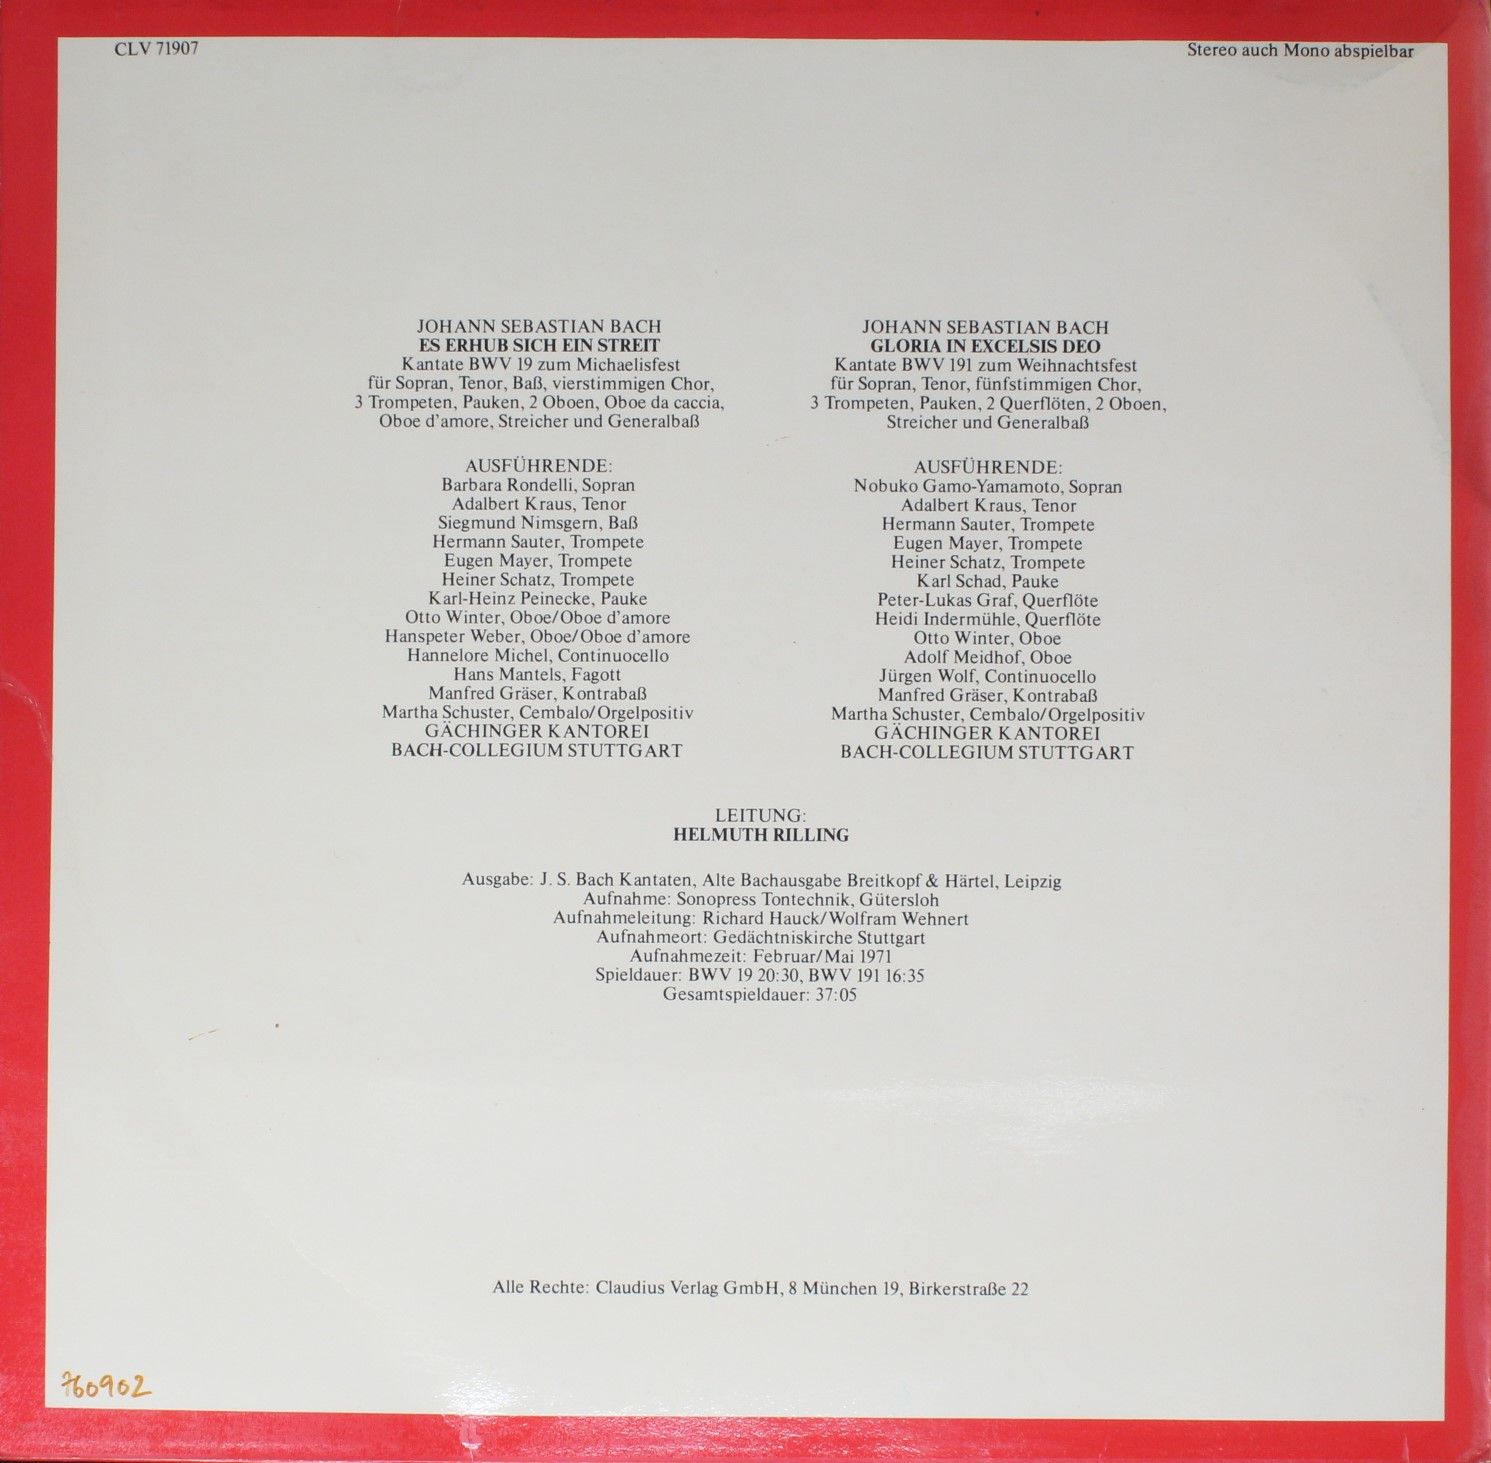 CLV 71907
Stereo auch Mono abspielbar
JOHANN SEBASTIAN BACH
ES ERHUB SICH EIN STREIT
Kantate BWV 19 zum Michaelisfest
für Sopran, Tenor, Baß, vierstimmigen Chor,
3 Trompeten, Pauken, 2 Oboen, Oboe da caccia,
Oboe d'amore, Streicher und Generalbaß
AUSFÜHRENDE:
Barbara Rondelli, Sopran
Adalbert Kraus, Tenor
Siegmund Nimsgern, Baß
Hermann Sauter, Trompete
Eugen Mayer, Trompete
Heiner Schatz, Trompete
Karl-Heinz Peinecke, Pauke
Otto Winter, Oboe/Oboe d'amore
Hanspeter Weber, Oboe/Oboe d'amore
Hannelore Michel, Continuocello
Hans Mantels, Fagott
Manfred Gräser, Kontrabaß
Martha Schuster, Cembalo/Orgelpositiv
GÄCHINGER KANTOREI
BACH-COLLEGIUM STUTTGART
JOHANN SEBASTIAN BACH
GLORIA IN EXCELSIS DEO
Kantate BWV 191 zum Weihnachtsfest
für Sopran, Tenor, fünfstimmigen Chor,
3 Trompeten, Pauken, 2 Querflöten, 2 Oboen,
Streicher und Generalbaß
AUSFÜHRENDE:
Nobuko Gamo-Yamamoto, Sopran
Adalbert Kraus, Tenor
Hermann Sauter, Trompete
Eugen Mayer, Trompete
Heiner Schatz, Trompete
Karl Schad, Pauke
Peter-Lukas Graf, Querflöte
Heidi Indermühle, Querflöte
Otto Winter, Oboe
Adolf Meidhof, Oboe
Jürgen Wolf, Continuocello
Manfred Gräser, Kontrabaß
Martha Schuster, Cembalo/Orgelpositiv
GÄCHINGER KANTOREI
BACH-COLLEGIUM STUTTGART
LEITUNG:
HELMUTH RILLING
Ausgabe: J. S. Bach Kantaten, Alte Bachausgabe Breitkopf & Härtel, Leipzig
Aufnahme: Sonopress Tontechnik, Gütersloh
Aufnahmeleitung: Richard Hauck/Wolfram Wehnert
Aufnahmeort: Gedächtniskirche Stuttgart
Aufnahmezeit: Februar/Mai 1971
Spieldauer: BWV 19 20:30, BWV 191 16:35
Gesamtspieldauer: 37:05
Alle Rechte: Claudius Verlag GmbH, 8 München 19, Birkerstraße 22
760902